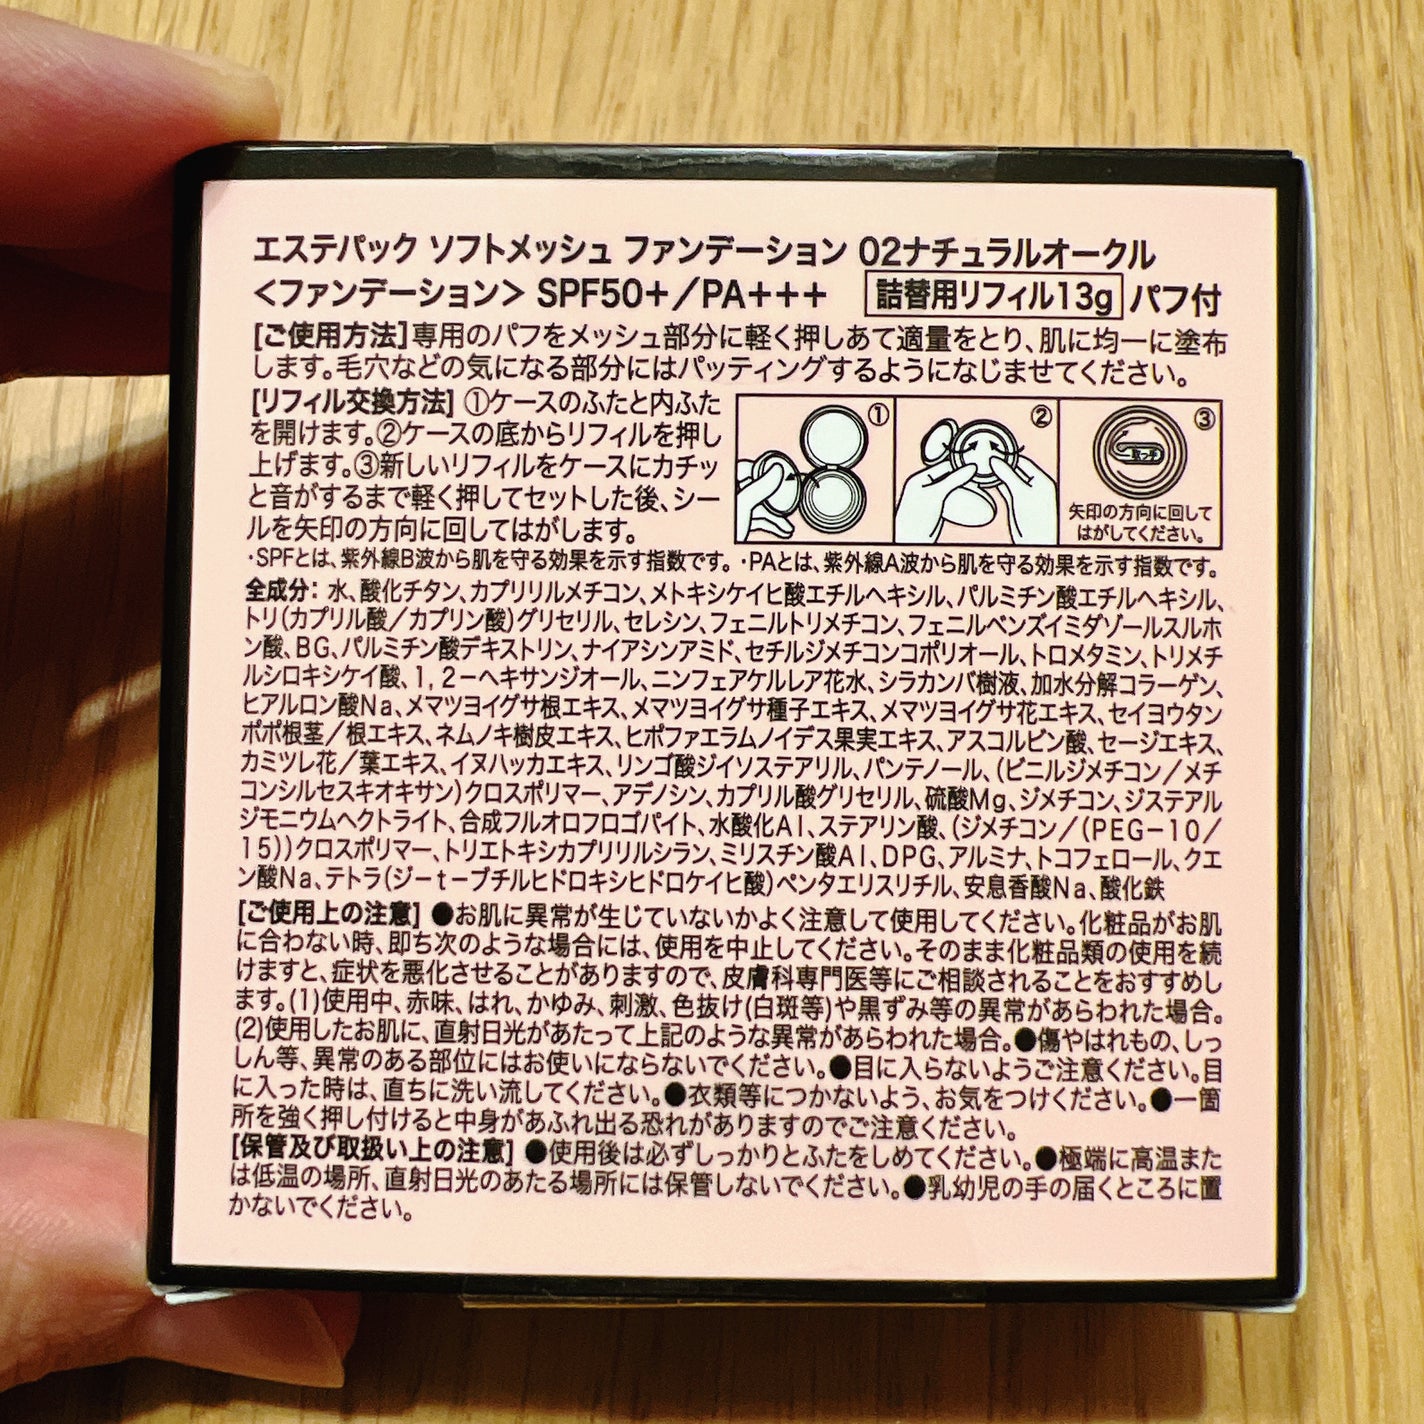 エステパック ソフトメッシュ ファンデーション 02ナチュラルオークル
＜ファンデーション＞ SPF50+／PA+++ 詰替用リフィル13g パフ付
[ご使用方法]専用のパフをメッシュ部分に軽く押しあて適量をとり、肌に均一に塗布
します。毛穴などの気になる部分にはパッティングするようになじませてください。
[リフィル交換方法] ①ケースのふたと内ふた
を開けます。②ケースの底からリフィルを押し
上げます。③新しいリフィルをケースにカチッ
と音がするまで軽く押してセットした後、シー
ルを矢印の方向に回してはがします。
①
②
③
取っ手
矢印の方向に回して
はがしてください。
・SPFとは、紫外線B波から肌を守る効果を示す指数です。・PAとは、紫外線A波から肌を守る効果を示す指数です。
全成分：水、酸化チタン、カプリリルメチコン、メトキシケイヒ酸エチルヘキシル、パルミチン酸エチルヘキシル、
トリ(カプリル酸／カプリン酸)グリセリル、セレシン、フェニルトリメチコン、フェニルベンズイミダゾールスルホ
ン酸、BG、パルミチン酸デキストリン、ナイアシンアミド、セチルジメチコンコポリオール、トロメタミン、トリメチ
ルシロキシケイ酸、1，2－ヘキサンジオール、ニンフェアケルレア花水、シラカンバ樹液、加水分解コラーゲン、
ヒアルロン酸Na、メマツヨイグサ根エキス、メマツヨイグサ種子エキス、メマツヨイグサ花エキス、セイヨウタン
ポポ根茎／根エキス、ネムノキ樹皮エキス、ヒポファエラムノイデス果実エキス、アスコルビン酸、セージエキス、
カミツレ花／葉エキス、イヌハッカエキス、リンゴ酸ジイソステアリル、パンテノール、(ビニルジメチコン／メチ
コンシルセスキオキサン)クロスポリマー、アデノシン、カプリル酸グリセリル、硫酸Mg、ジメチコン、ジステアル
ジモニウムヘクトライト、合成フルオロフロゴパイト、水酸化Al、ステアリン酸、(ジメチコン／(PEG－10／
15))クロスポリマー、トリエトキシカプリリルシラン、ミリスチン酸Al、DPG、アルミナ、トコフェロール、クエ
ン酸Na、テトラ(ジ－t－ブチルヒドロキシヒドロケイヒ酸)ペンタエリスリチル、安息香酸Na、酸化鉄
[ご使用上の注意] ●お肌に異常が生じていないかよく注意して使用してください。化粧品がお肌
に合わない時、即ち次のような場合には、使用を中止してください。そのまま化粧品類の使用を続
けますと、症状を悪化させることがありますので、皮膚科専門医等にご相談されることをおすすめし
ます。(1)使用中、赤味、はれ、かゆみ、刺激、色抜け(白斑等)や黒ずみ等の異常があらわれた場合。
(2)使用したお肌に、直射日光があたって上記のような異常があらわれた場合。●傷やはれもの、しっ
しん等、異常のある部位にはお使いにならないでください。●目に入らないようご注意ください。目
に入った時は、直ちに洗い流してください。●衣類等につかないよう、お気をつけください。●一箇
所を強く押し付けると中身があふれ出る恐れがありますのでご注意ください。
[保管及び取扱い上の注意] ●使用後は必ずしっかりとふたをしめてください。●極端に高温また
は低温の場所、直射日光のあたる場所には保管しないでください。●乳幼児の手の届くところに置
かないでください。